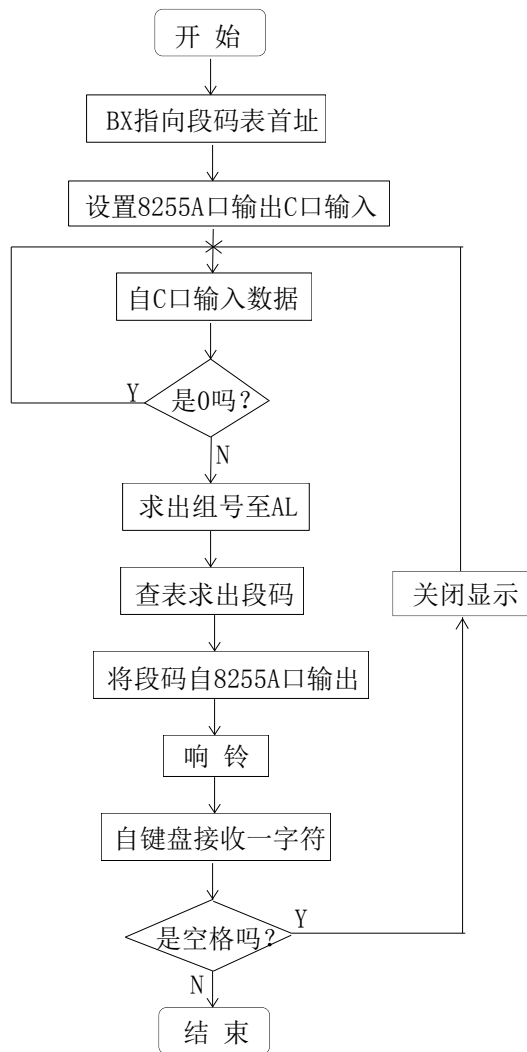 开 始
BX指向段码表首址
设置8255A口输出C口输入
自C口输入数据
Y
是0吗?
N
求出组号至AL
查表求出段码
关闭显示
将段码自8255A口输出
响 铃
自键盘接收一字符
是空格吗?
Y
N
结 束